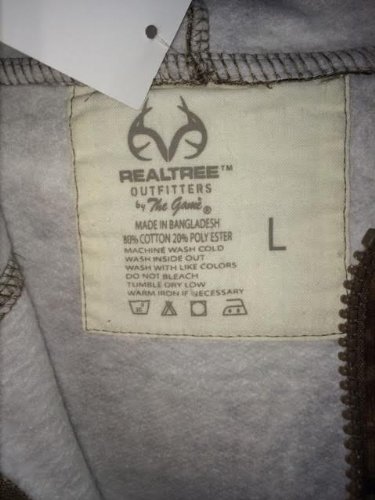 REALTREE™
OUTFITTERS
by The Game®
MADE IN BANGLADESH
80% COTTON 20% POLYESTER
MACHINE WASH COLD
WASH INSIDE OUT
WASH WITH LIKE COLORS
DO NOT BLEACH
TUMBLE DRY LOW
WARM IRON IF NECESSARY
L